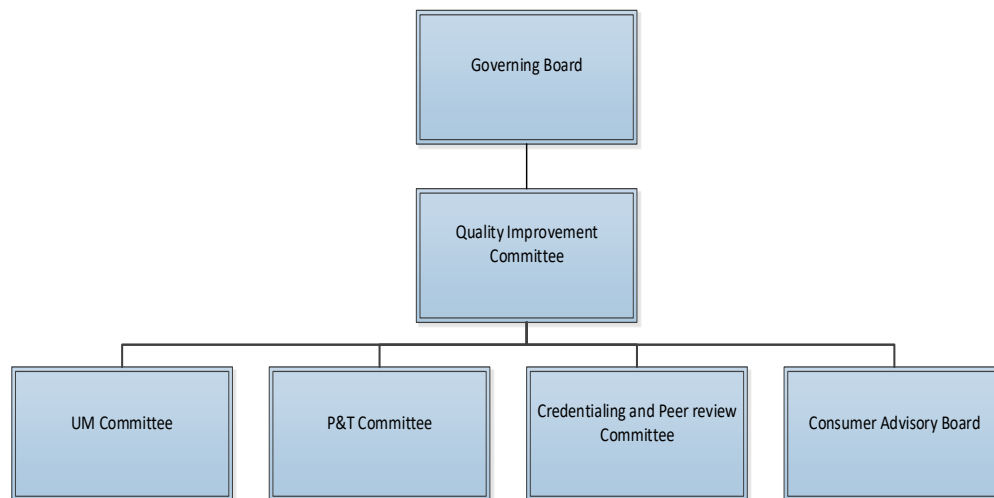 Governing Board
Quality Improvement
Committee
UM Committee
P&T Committee
Credentialing and Peer review
Committee
Consumer Advisory Board